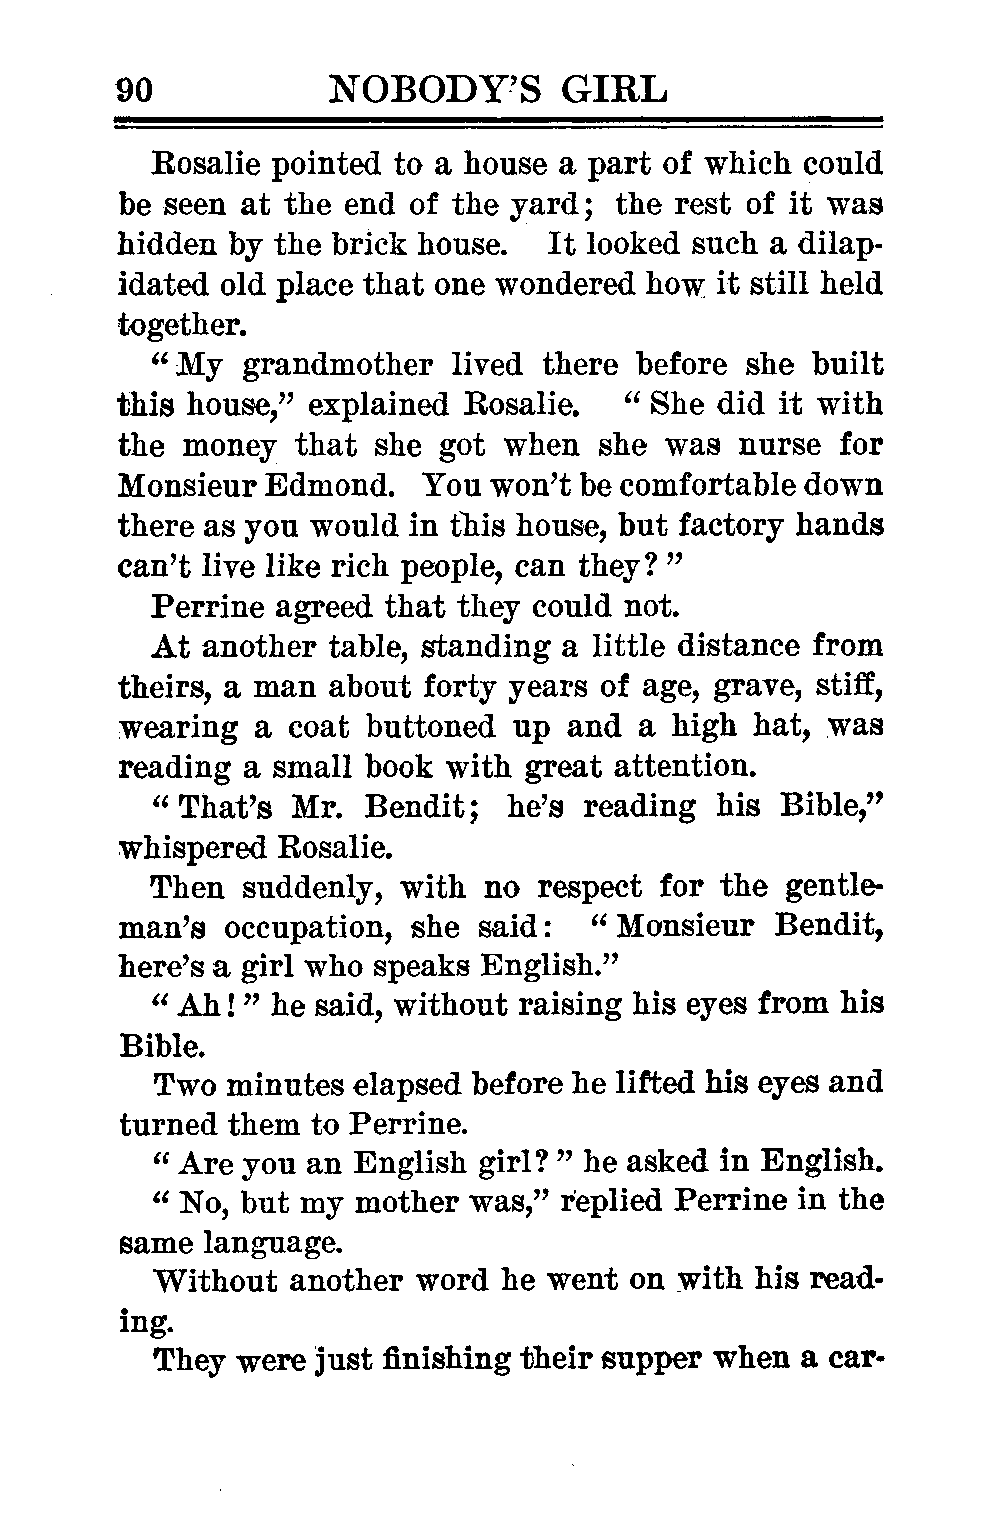 90 NOBODY'S GIRL
Rosalie pointed to a house a part of which could
be seen at the end of the yard; the rest of it was
hidden by the brick house. It looked such a dilap-
idated old place that one wondered how it still held
together.
"My grandmother lived there before she built
this house," explained Rosalie. "She did it with
the money that she got when she was nurse for
Monsieur Edmond. You won't be comfortable down
there as you would in this house, but factory hands
can't live like rich people, can they?"
Perrine agreed that they could not.
At another table, standing a little distance from
theirs, a man about forty years of age, grave, stiff,
wearing a coat buttoned up and a high hat, was
reading a small book with great attention.
"That's Mr. Bendit; he's reading his Bible,"
whispered Rosalie.
Then suddenly, with no respect for the gentle-
man's occupation, she said: "Monsieur Bendit,
here's a girl who speaks English."
"Ah!" he said, without raising his eyes from his
Bible.
Two minutes elapsed before he lifted his eyes and
turned them to Perrine.
"Are you an English girl?" he asked in English.
"No, but my mother was," replied Perrine in the
same language.
Without another word he went on with his read-
ing.
They were just finishing their supper when a car-